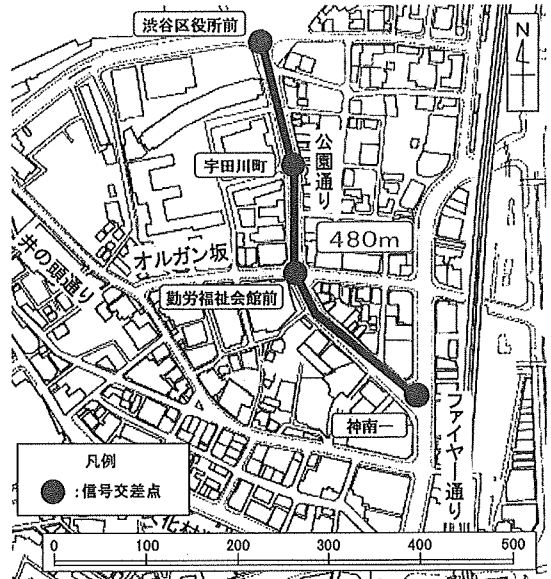 渋谷区役所前
N
宇田川町
公園通り
480m
オルガン坂
井の頭通り
勤労福祉会館前
神南一
ファイヤー通り
凡例
:信号交差点
0 100 200 300 400 500